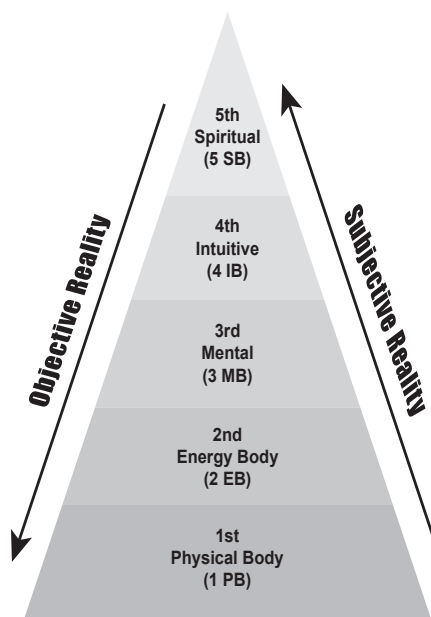 5th
Spiritual
(5 SB)
4th
Intuitive
(4 IB)
3rd
Mental
(3 MB)
2nd
Energy Body
(2 EB)
1st
Physical Body
(1 PB)
Objective Reality
Subjective Reality